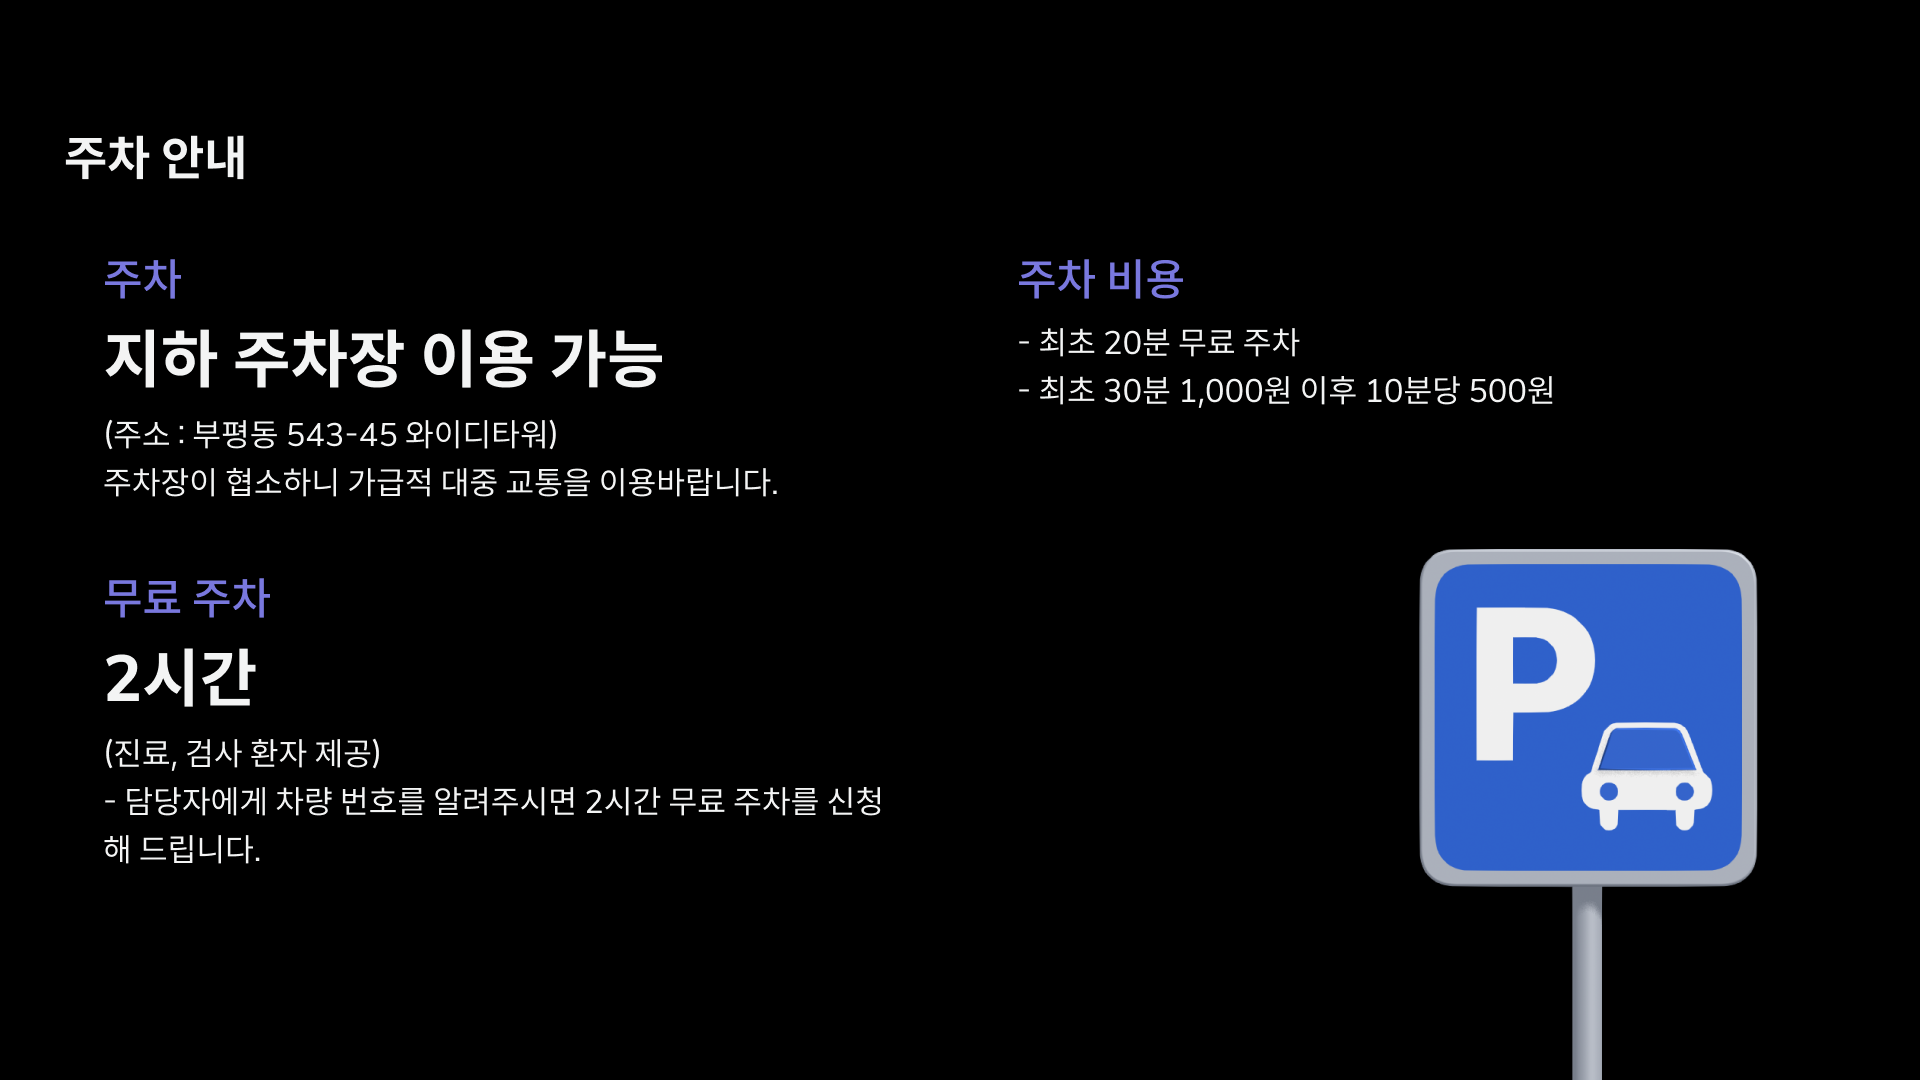 주차 안내
주차
지하 주차장 이용 가능
(주소 : 부평동 543-45 와이디타워)
주차장이 협소하니 가급적 대중 교통을 이용바랍니다.
무료 주차
2시간
(진료, 검사 환자 제공)
- 담당자에게 차량 번호를 알려주시면 2시간 무료 주차를 신청
해 드립니다.
주차 비용
- 최초 20분 무료 주차
- 최초 30분 1,000원 이후 10분당 500원
P